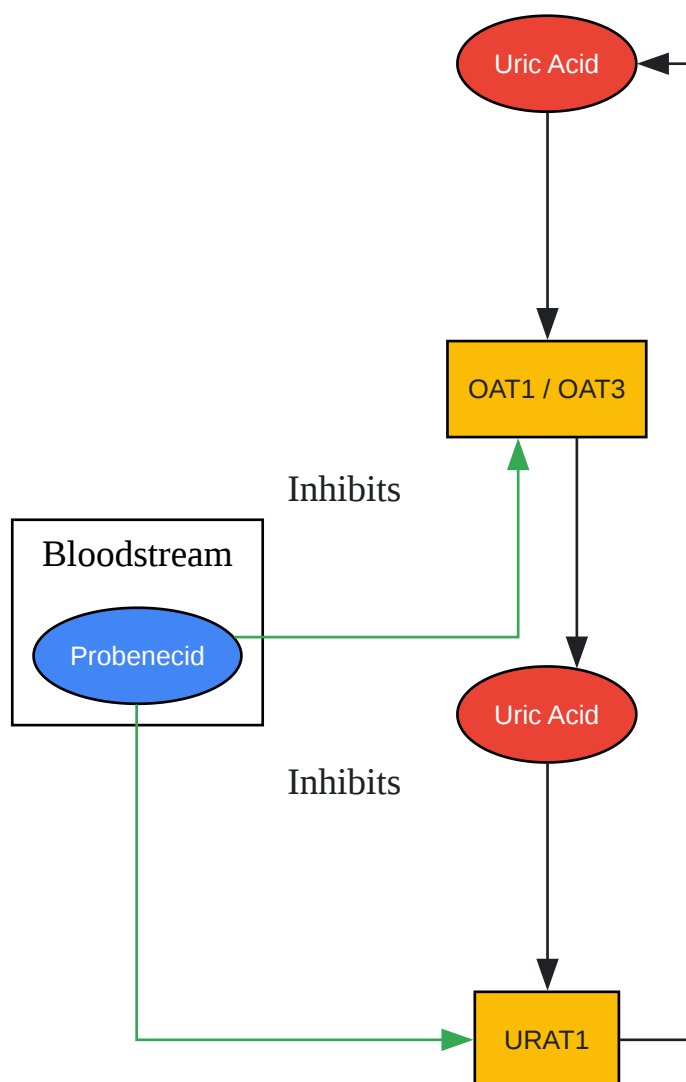 Uric Acid
OAT1 / OAT3
Inhibits
Bloodstream
Probenecid
Uric Acid
Inhibits
URAT1